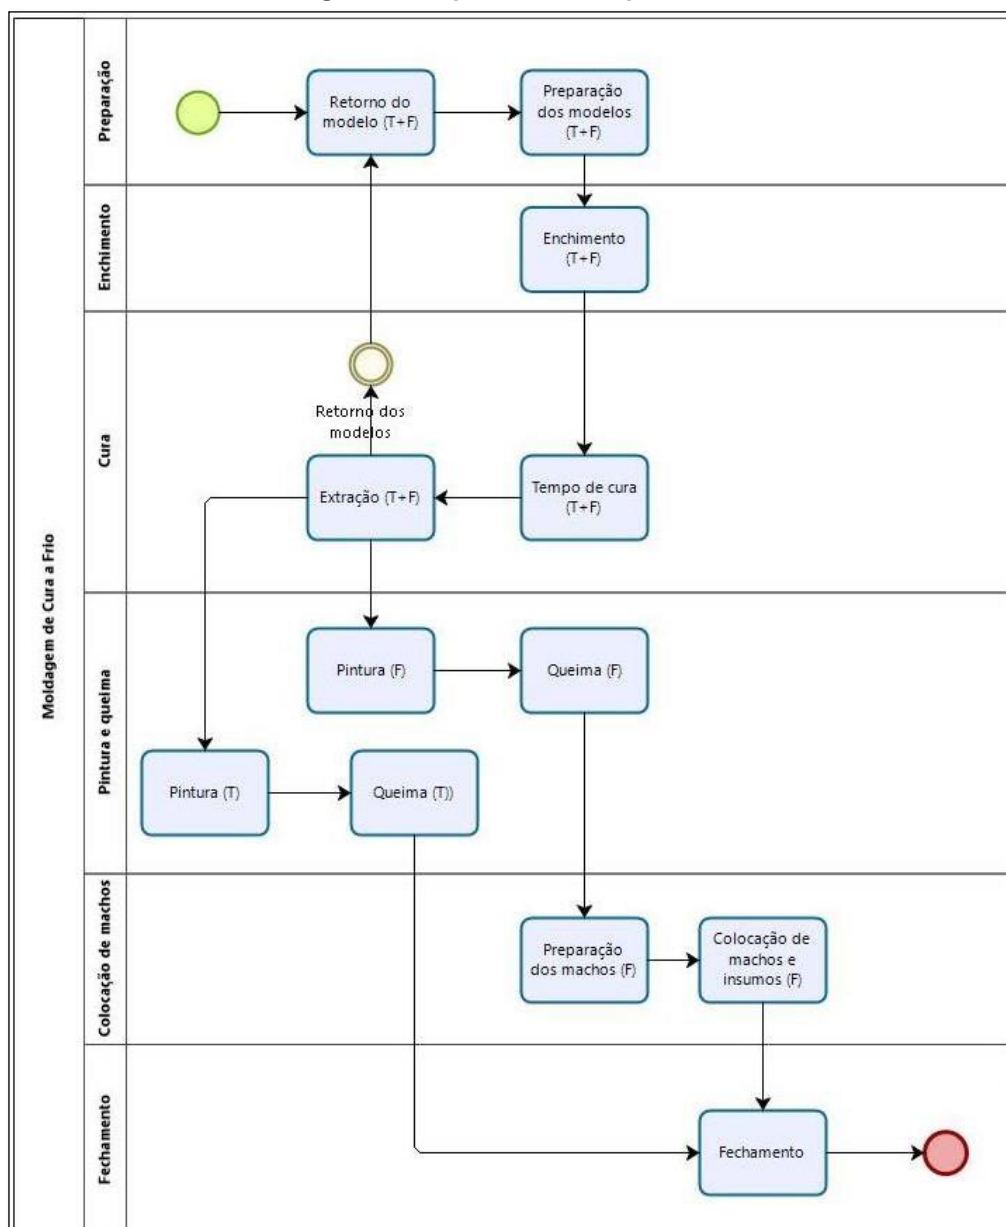 Moldagem de Cura a Frio
Preparação
Retorno do
modelo (T+F)
Preparação
dos modelos
(T+F)
Enchimento
Enchimento
(T+F)
Cura
Retorno dos
modelos
Extração (T+F)
Tempo de cura
(T+F)
Pintura e queima
Pintura (F)
Queima (F)
Pintura (T)
Queima (T))
Colocação de machos
Preparação
dos machos (F)
Colocação de
machos e
insumos (F)
Fechamento
Fechamento